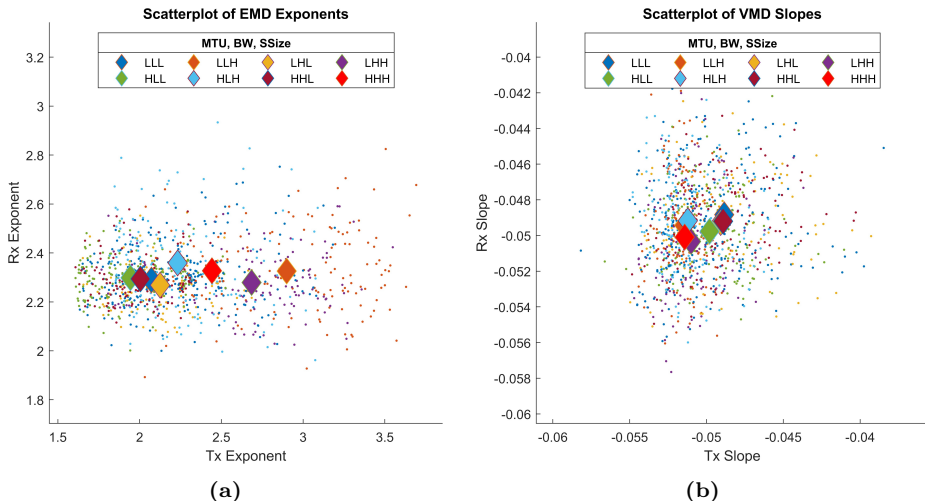 Scatterplot of EMD Exponents
MTU, BW, SSize
LLL LLH LHL LHH
HLL HLH HHL HHH
3.2
3
2.8
2.6
2.4
2.2
2
1.8
Rx Exponent
1.5 2 2.5 3 3.5
Tx Exponent
(a)
Scatterplot of VMD Slopes
MTU, BW, SSize
LLL LLH LHL LHH
HLL HLH HHL HHH
-0.04
-0.042
-0.044
-0.046
-0.048
-0.05
-0.052
-0.054
-0.056
-0.058
-0.06
Rx Slope
-0.06 -0.055 -0.05 -0.045 -0.04
Tx Slope
(b)